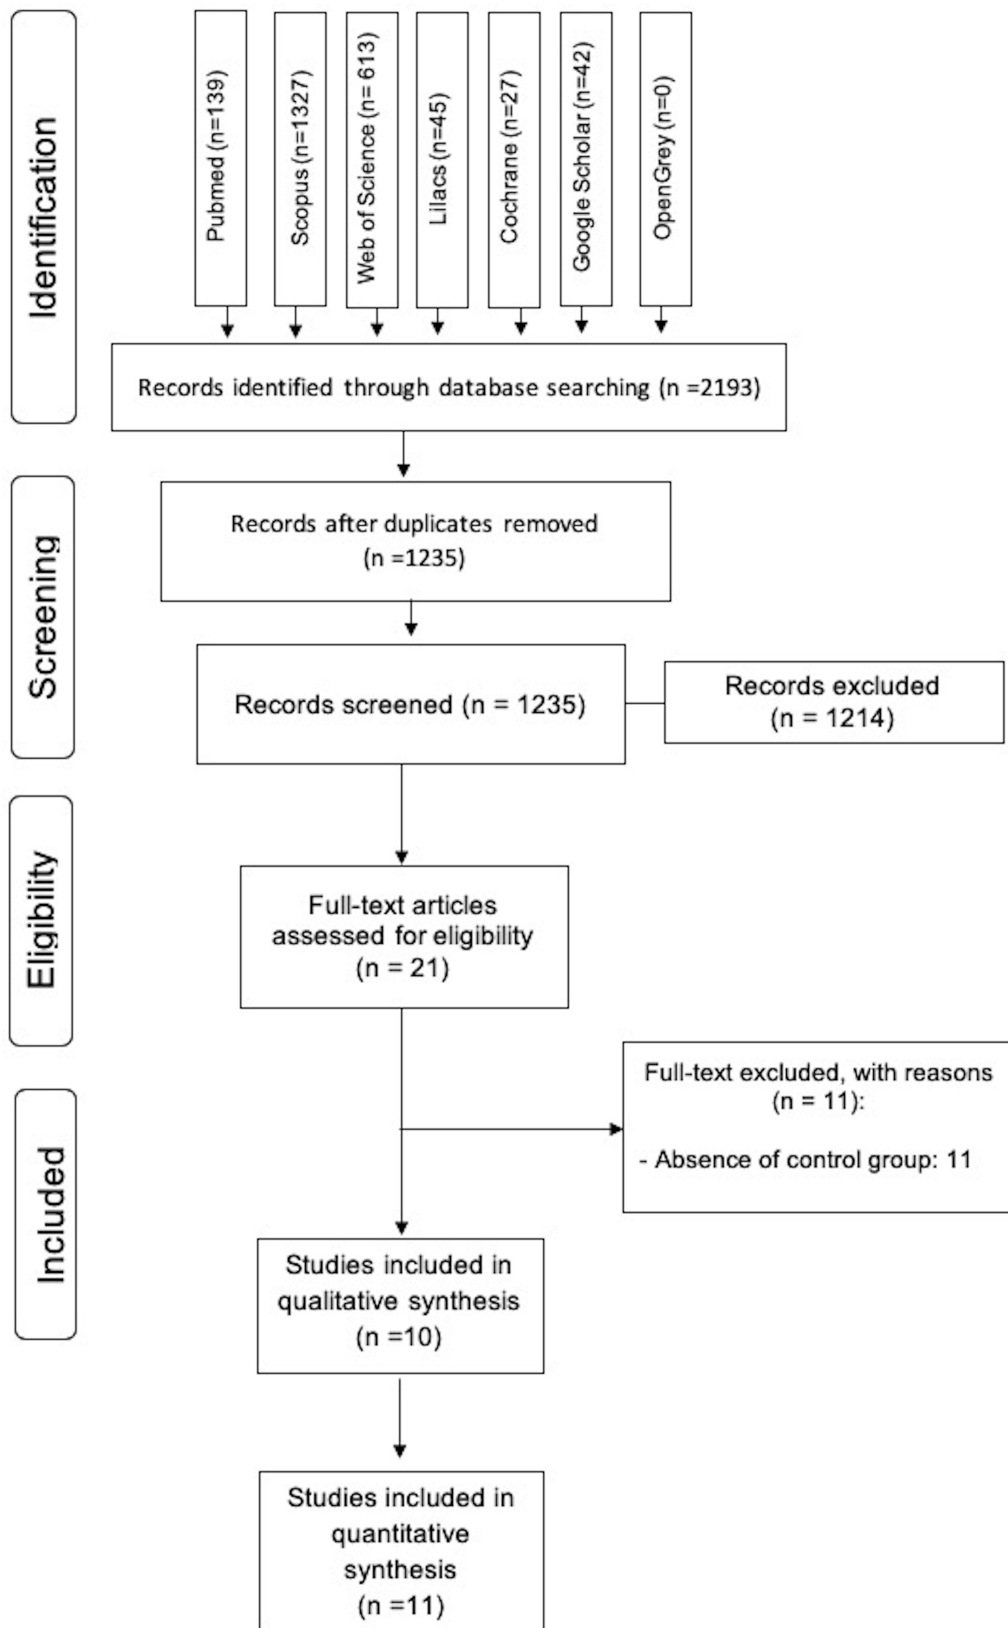 Identification
Pubmed (n=139)
Scopus (n=1327)
Web of Science (n= 613)
Lilacs (n=45)
Cochrane (n=27)
Google Scholar (n=42)
OpenGrey (n=0)
Records identified through database searching (n =2193)
Screening
Records after duplicates removed
(n =1235)
Records screened (n = 1235)
Records excluded
(n = 1214)
Eligibility
Full-text articles
assessed for eligibility
(n = 21)
Full-text excluded, with reasons
(n = 11):
- Absence of control group: 11
Included
Studies included in
qualitative synthesis
(n =10)
Studies included in
quantitative
synthesis
(n =11)